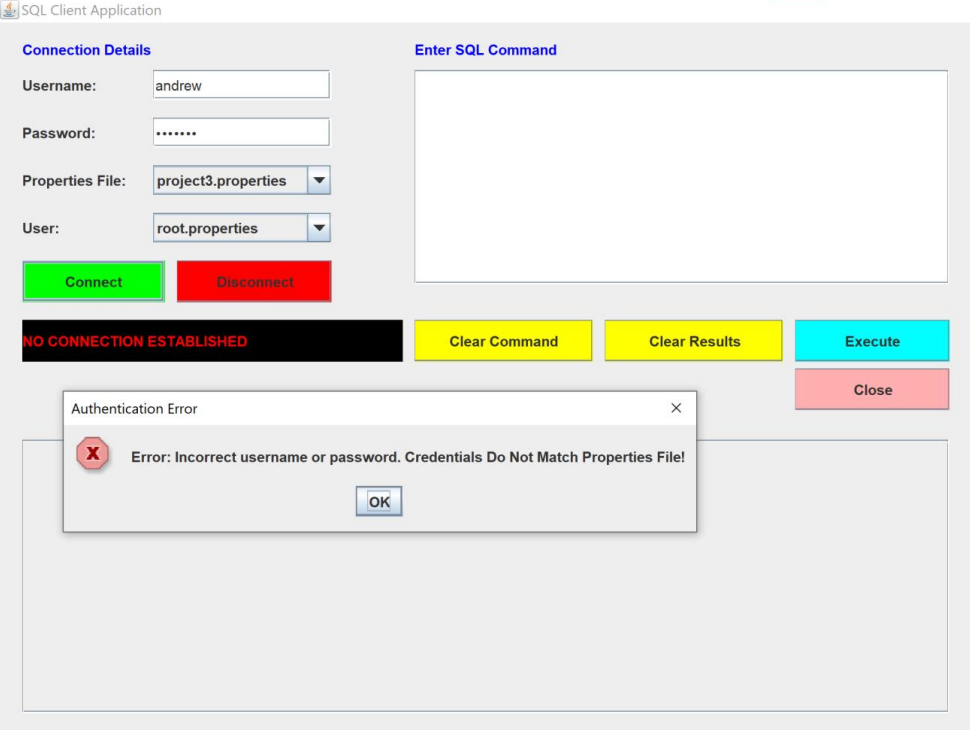 SQL Client Application
Connection Details
Enter SQL Command
Username:
andrew
Password:
•••••••
Properties File:
project3.properties
User:
root.properties
Connect
Disconnect
NO CONNECTION ESTABLISHED
Clear Command
Clear Results
Execute
Close
Authentication Error
Error: Incorrect username or password. Credentials Do Not Match Properties File!
OK